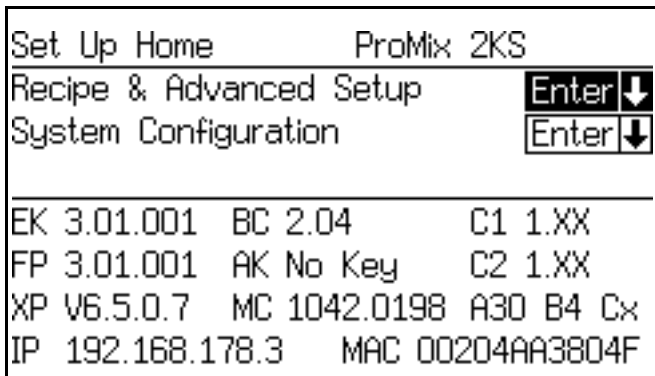 Set Up Home ProMix 2KS
Recipe & Advanced Setup Enter
System Configuration Enter
EK 3.01.001 BC 2.04 C1 1.XX
FP 3.01.001 AK No Key C2 1.XX
XP V6.5.0.7 MC 1042.0198 A30 B4 Cx
IP 192.168.178.3 MAC 00204AA3804F